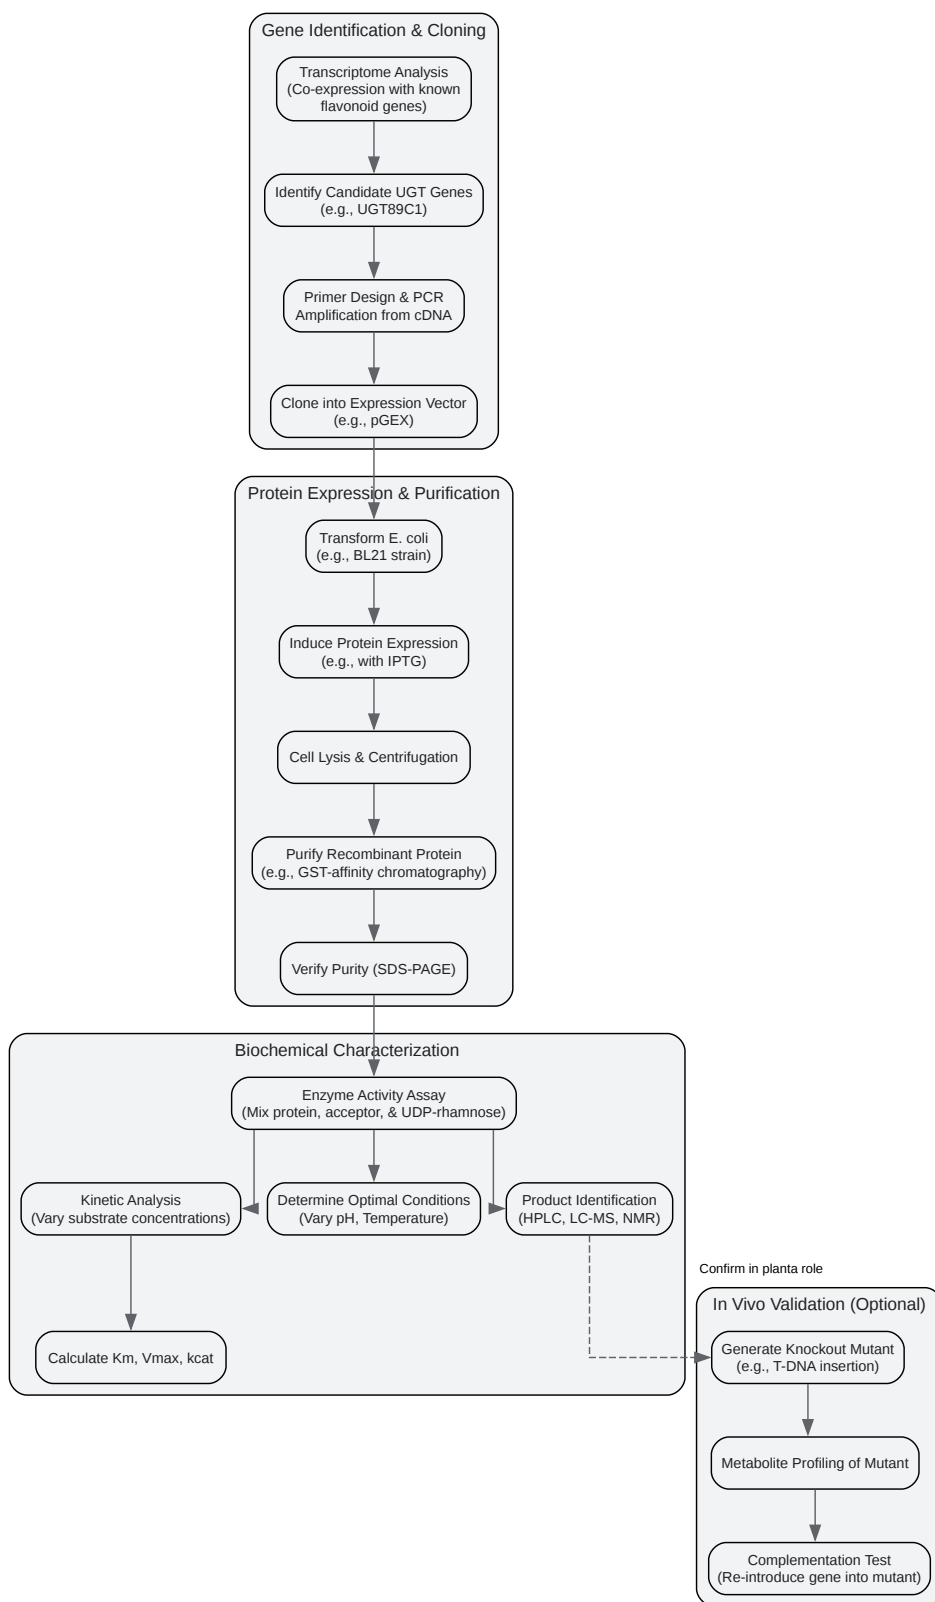 Gene Identification & Cloning
Transcriptome Analysis
(Co-expression with known
flavonoid genes)
Identify Candidate UGT Genes
(e.g., UGT89C1)
Primer Design & PCR
Amplification from cDNA
Clone into Expression Vector
(e.g., pGEX)
Protein Expression & Purification
Transform E. coli
(e.g., BL21 strain)
Induce Protein Expression
(e.g., with IPTG)
Cell Lysis & Centrifugation
Purify Recombinant Protein
(e.g., GST-affinity chromatography)
Verify Purity (SDS-PAGE)
Biochemical Characterization
Enzyme Activity Assay
(Mix protein, acceptor, & UDP-rhamnose)
Kinetic Analysis
(Vary substrate concentrations)
Determine Optimal Conditions
(Vary pH, Temperature)
Product Identification
(HPLC, LC-MS, NMR)
Calculate Km, Vmax, kcat
Confirm in planta role
In Vivo Validation (Optional)
Generate Knockout Mutant
(e.g., T-DNA insertion)
Metabolite Profiling of Mutant
Complementation Test
(Re-introduce gene into mutant)